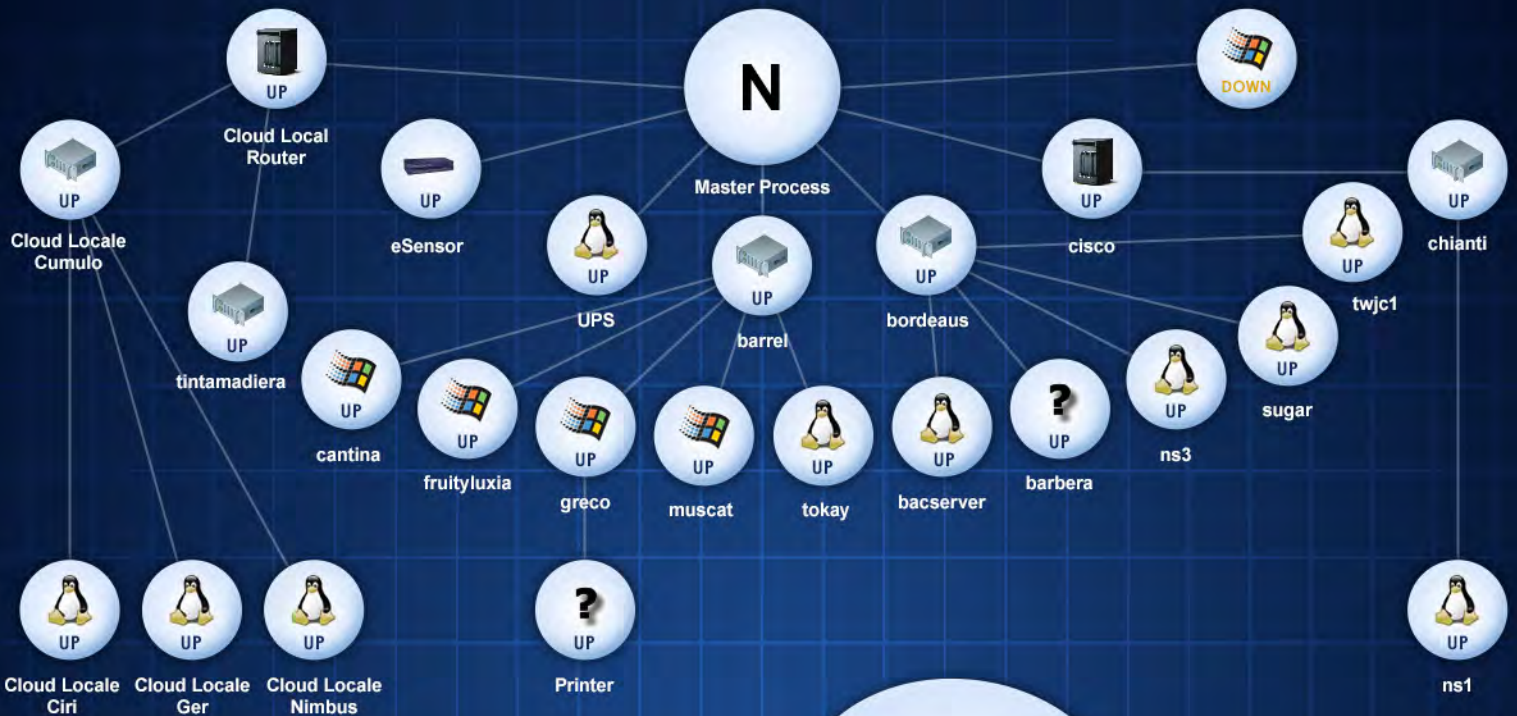 N
Master Process
UP
Cloud Local
Router
DOWN
UP
Cloud Locale
Cumulo
UP
eSensor
UP
cisco
UP
chianti
UP
UPS
UP
barrel
UP
bordeaus
UP
twjc1
UP
tintamadiera
UP
sugar
UP
cantina
UP
fruityluxia
UP
greco
UP
muscat
UP
tokay
UP
bacserver
?
UP
barbera
UP
ns3
UP
Cloud Locale
Ciri
UP
Cloud Locale
Ger
UP
Cloud Locale
Nimbus
?
UP
Printer
UP
ns1